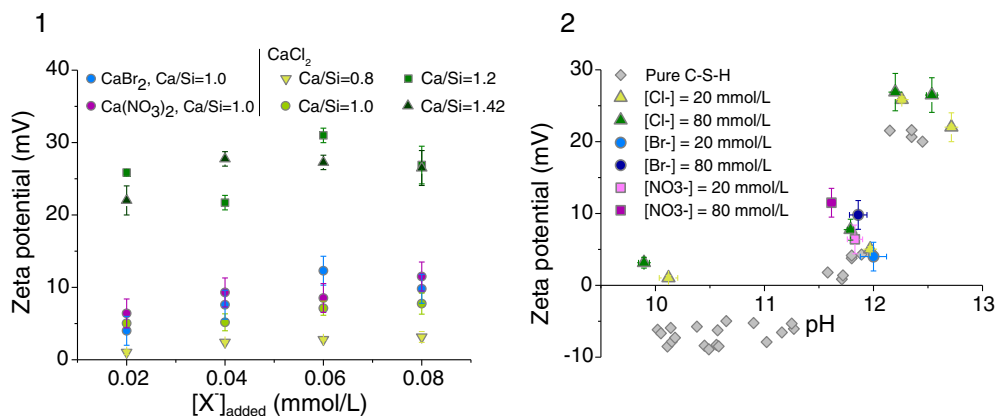 1
CaCl2
CaBr2, Ca/Si=1.0
Ca/Si=0.8
Ca/Si=1.2
Ca(NO3)2, Ca/Si=1.0
Ca/Si=1.0
Ca/Si=1.42
40
30
20
10
0
Zeta potential (mV)
0.02 0.04 0.06 0.08
[X-]added (mmol/L)
2
Pure C-S-H
[Cl-] = 20 mmol/L
[Cl-] = 80 mmol/L
[Br-] = 20 mmol/L
[Br-] = 80 mmol/L
[NO3-] = 20 mmol/L
[NO3-] = 80 mmol/L
30
20
10
0
-10
Zeta potential (mV)
10 11 12 13
pH